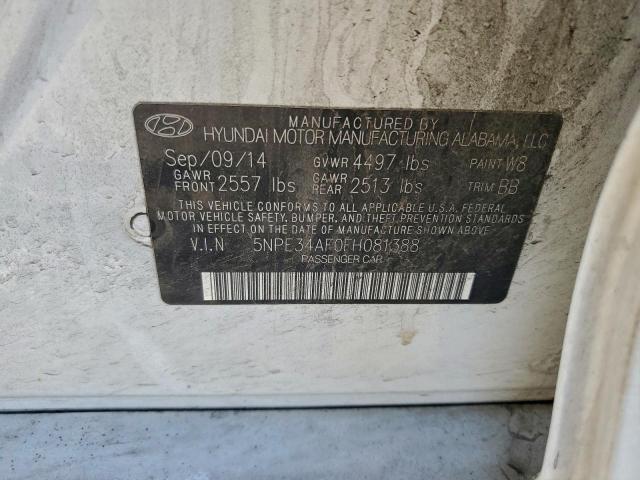 MANUFACTURED BY
HYUNDAI MOTOR MANUFACTURING ALABAMA, LLC
Sep/09/14 GVWR 4497 lbs PAINT W8
GAWR FRONT 2557 lbs GAWR REAR 2513 lbs TRIM BB
THIS VEHICLE CONFORMS TO ALL APPLICABLE U.S.A. FEDERAL
MOTOR VEHICLE SAFETY, BUMPER, AND THEFT PREVENTION STANDARDS
IN EFFECT ON THE DATE OF MANUFACTURE SHOWN ABOVE.
V.I.N 5NPE34AF0FH081388
PASSENGER CAR